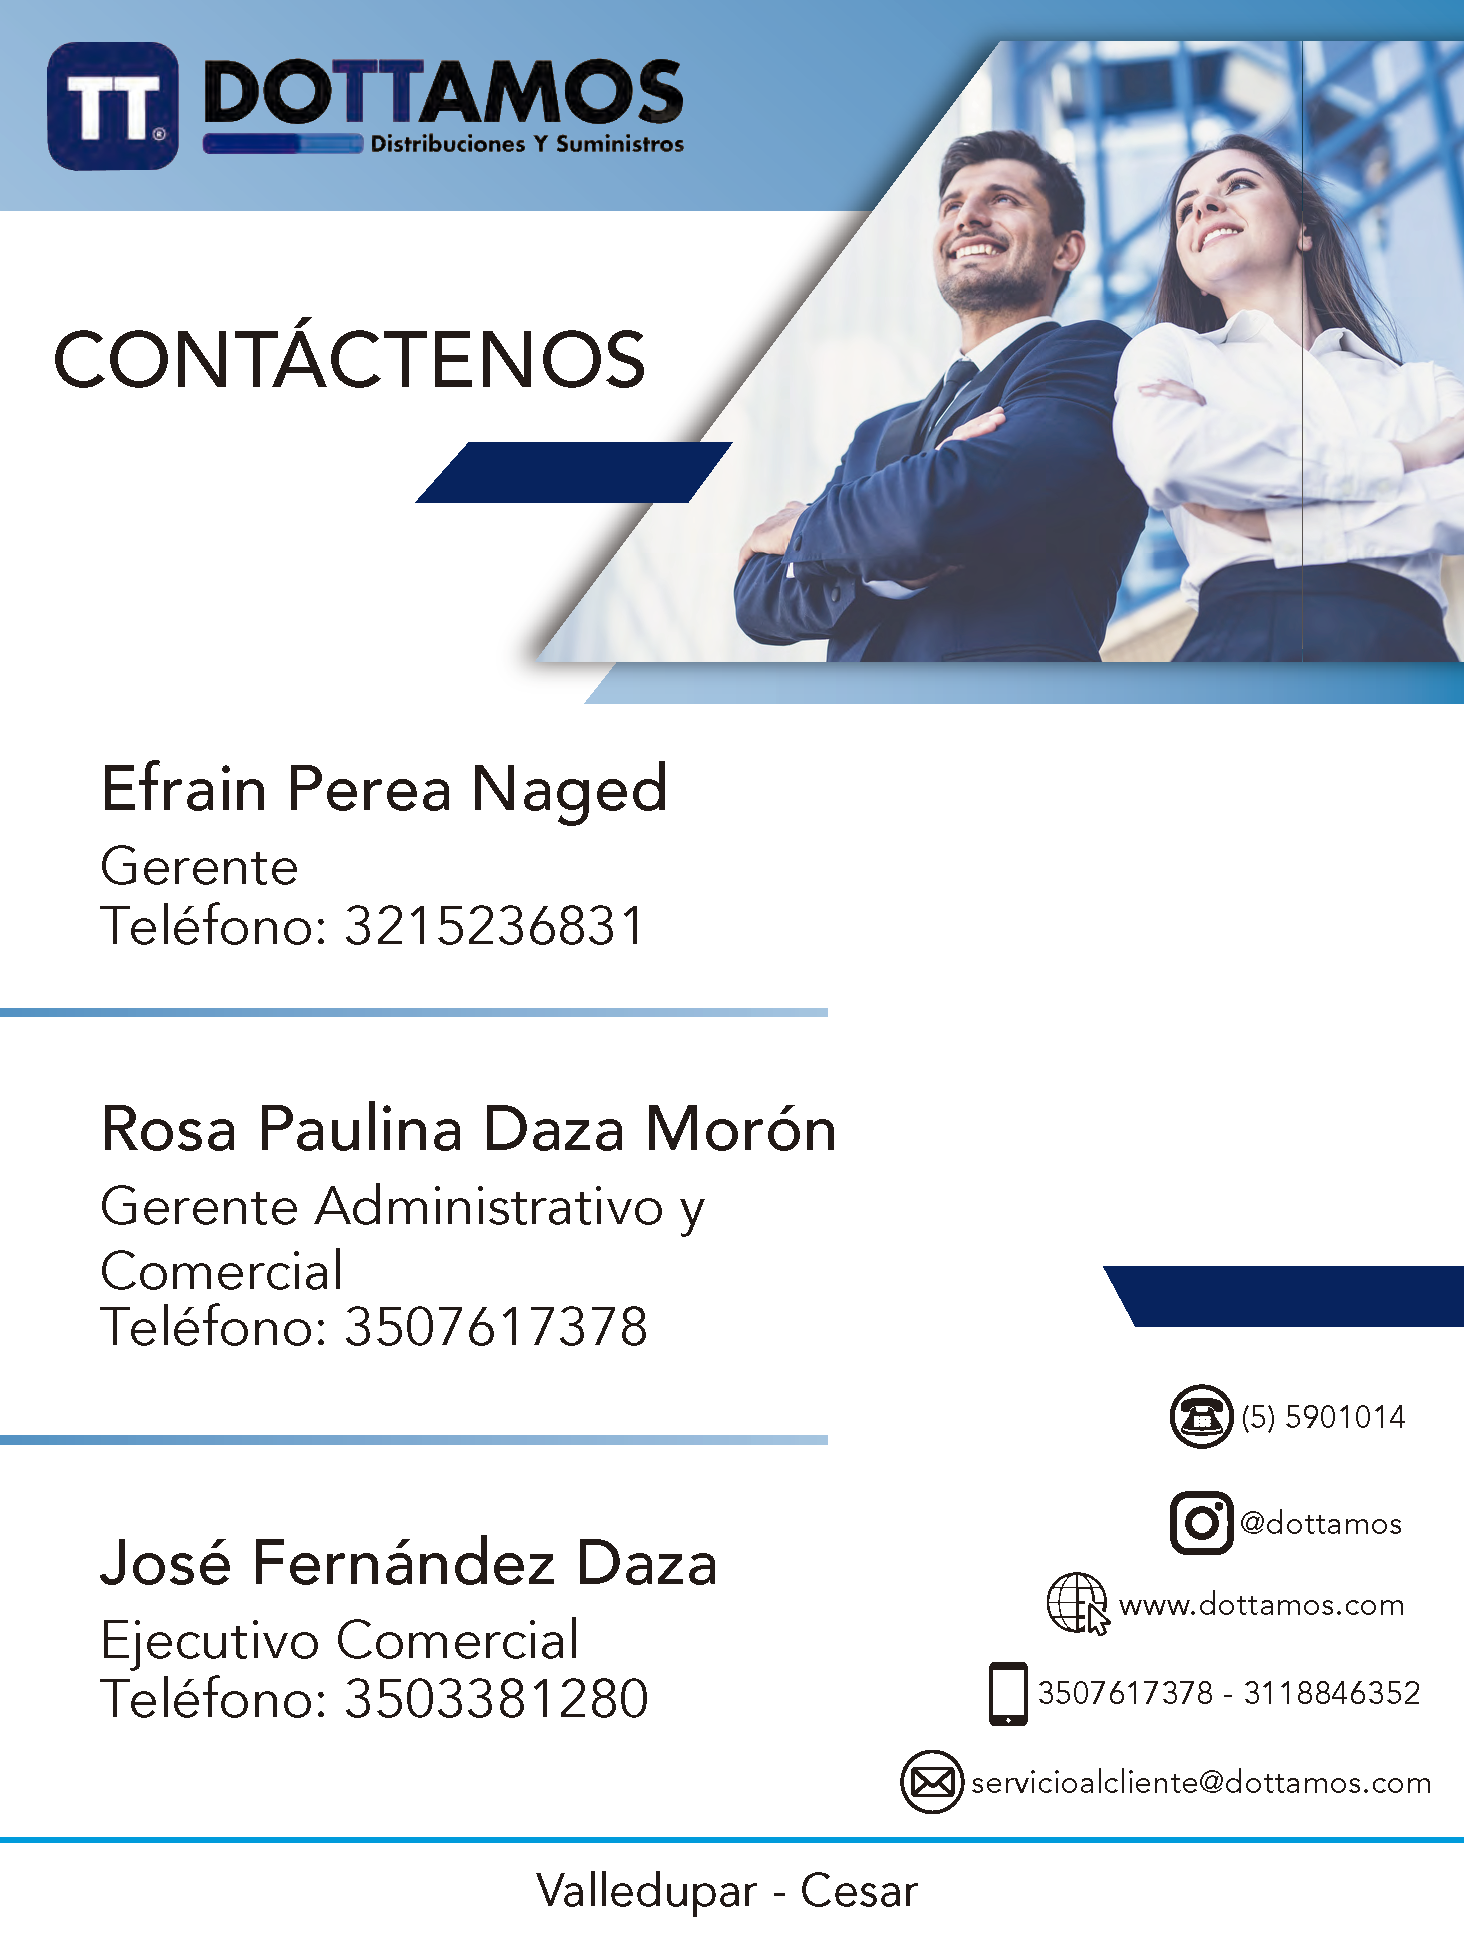 TT®
DOTTAMOS
Distribuciones Y Suministros
CONTÁCTENOS
Efrain Perea Naged
Gerente
Teléfono: 3215236831
Rosa Paulina Daza Morón
Gerente Administrativo y
Comercial
Teléfono: 3507617378
José Fernández Daza
Ejecutivo Comercial
Teléfono: 3503381280
(5) 5901014
@dottamos
www.dottamos.com
3507617378 - 3118846352
servicioalcliente@dottamos.com
Valledupar - Cesar